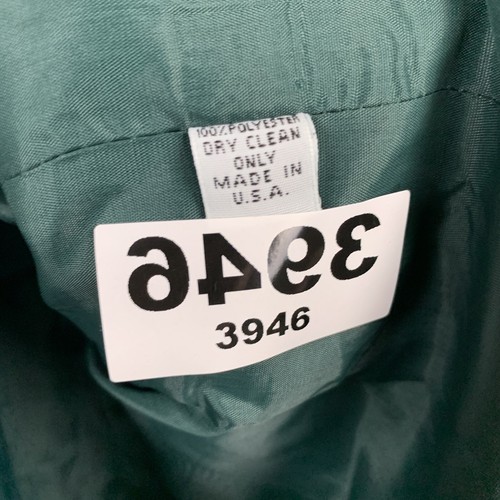 100% POLYESTER
DRY CLEAN
ONLY
MADE IN
U.S.A.
3946
3946